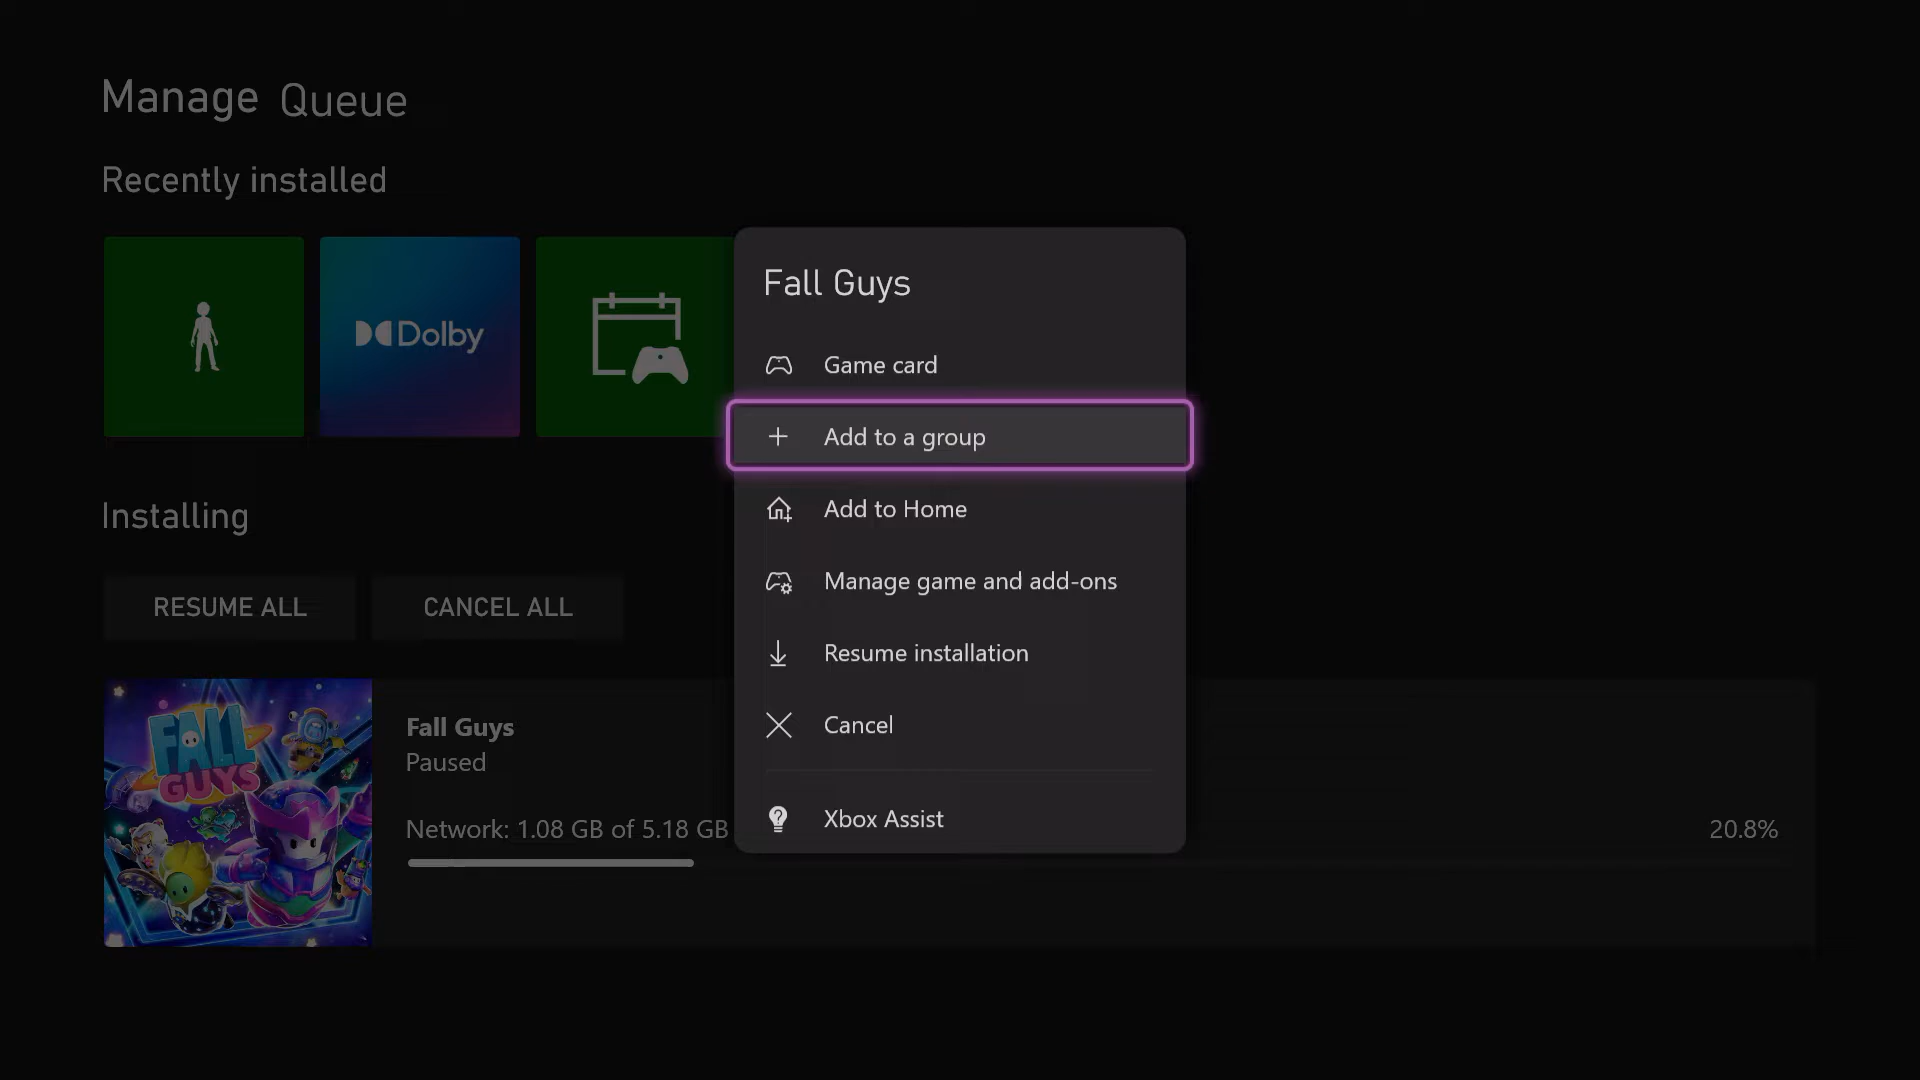 Manage Queue
Recently installed
Dolby
Fall Guys
Game card
Add to a group
Add to Home
Manage game and add-ons
Resume installation
Cancel
Xbox Assist
Installing
RESUME ALL
CANCEL ALL
FALL
GUYS
Fall Guys
Paused
Network: 1.08 GB of 5.18 GB
20.8%